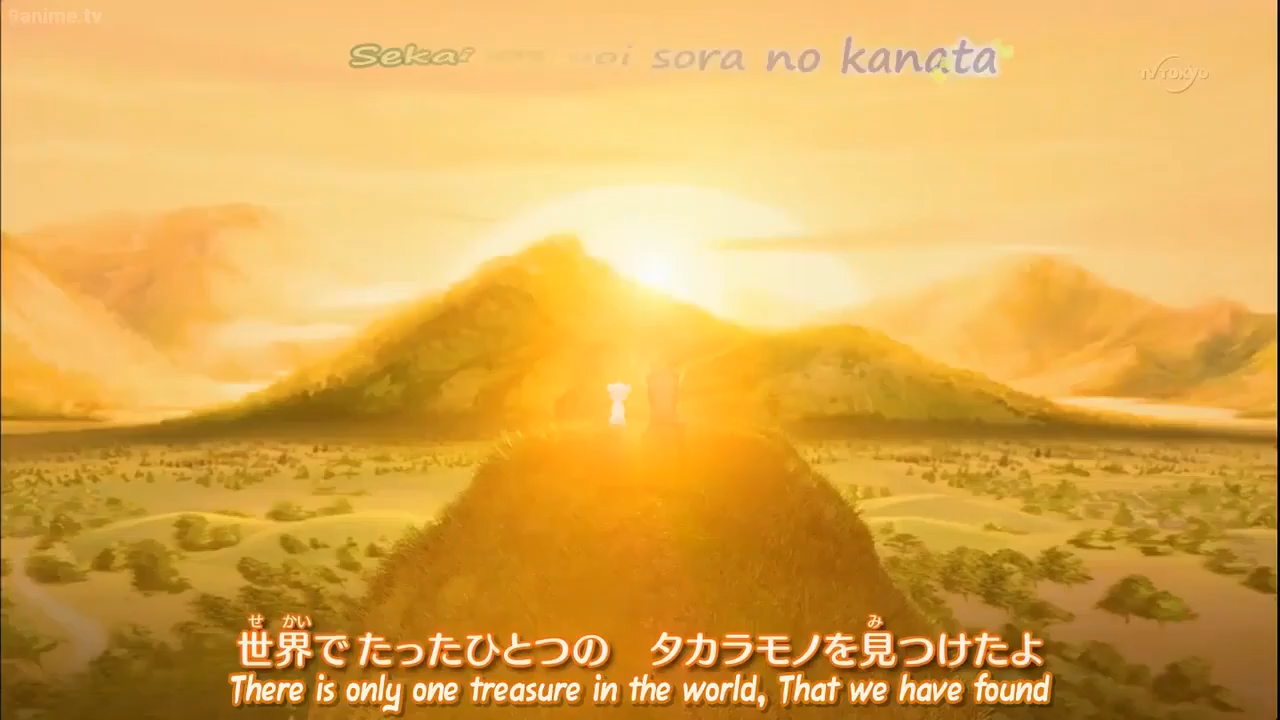 9anime.tv
Sekai oi sora no kanata
TV TOKYO
せ かい み
世界で たったひとつの タカラモノを見つけたよ
There is only one treasure in the world, That we have found